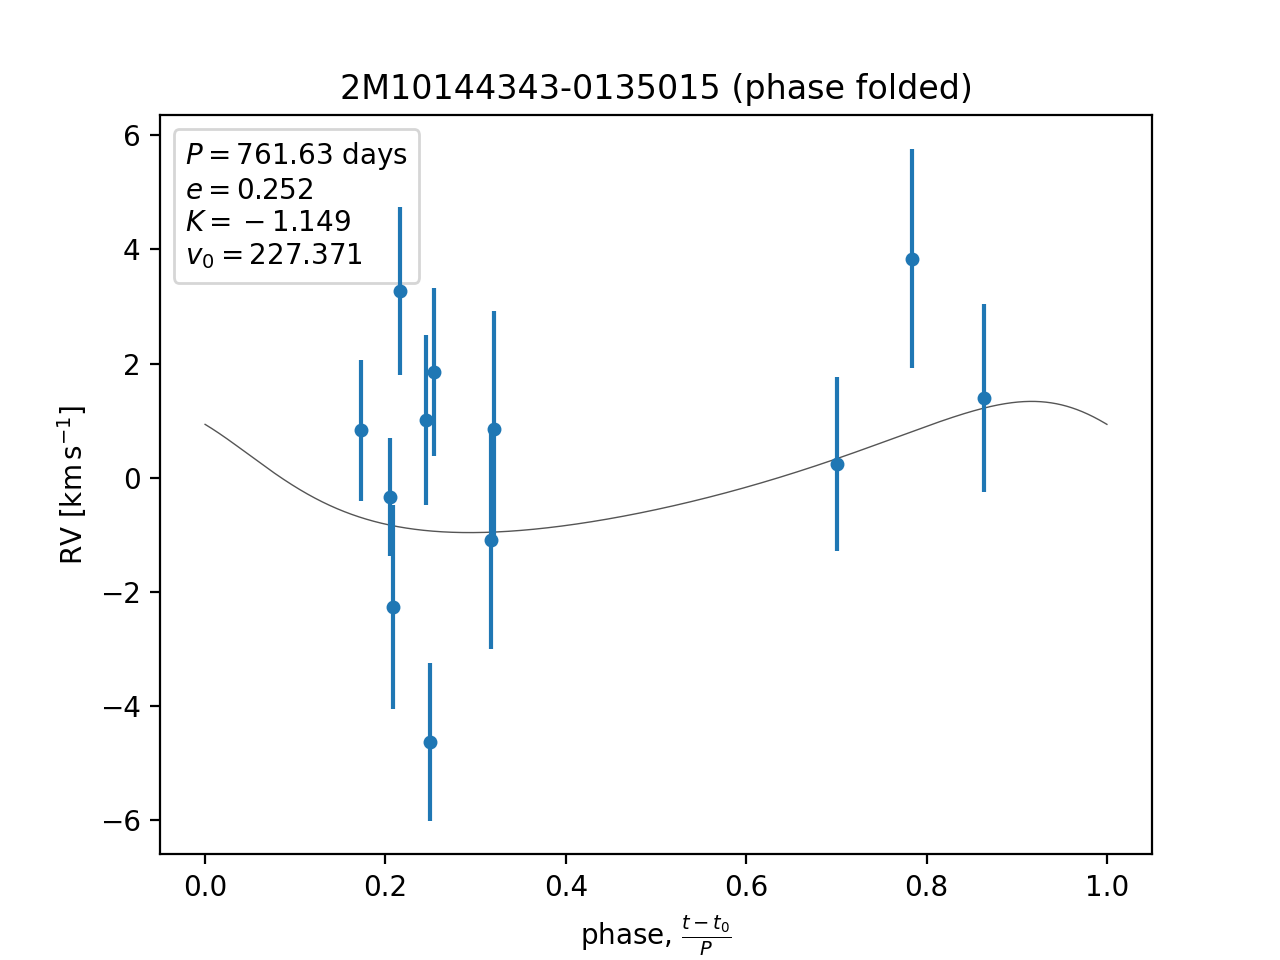 2M10144343-0135015 (phase folded)
P = 761.63 days
e = 0.252
K = −1.149
v₀ = 227.371
6
4
2
0
−2
−4
−6
RV [km s⁻¹]
0.0 0.2 0.4 0.6 0.8 1.0
phase, (t − t₀)/P